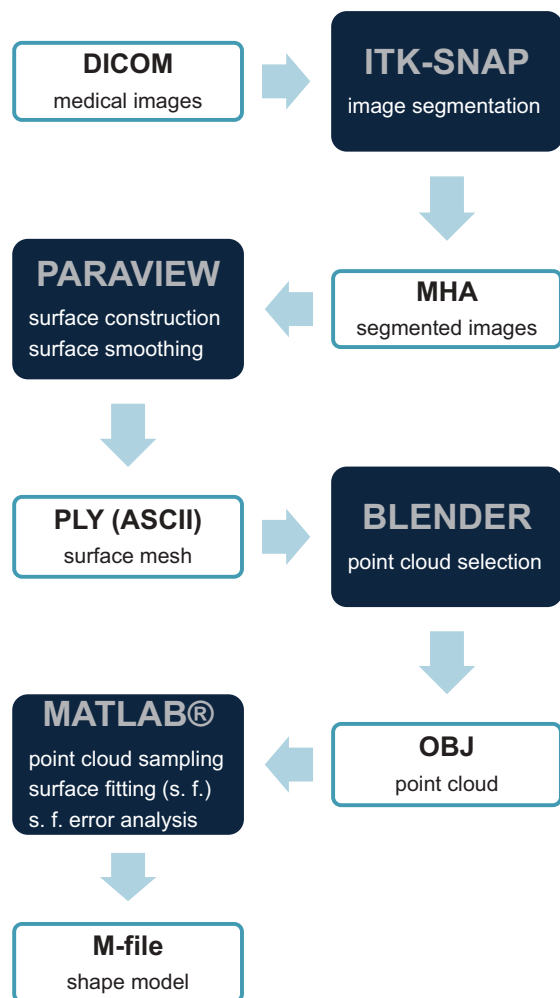 DICOM
medical images
ITK-SNAP
image segmentation
MHA
segmented images
PARAVIEW
surface construction
surface smoothing
PLY (ASCII)
surface mesh
BLENDER
point cloud selection
OBJ
point cloud
MATLAB®
point cloud sampling
surface fitting (s. f.)
s. f. error analysis
M-file
shape model